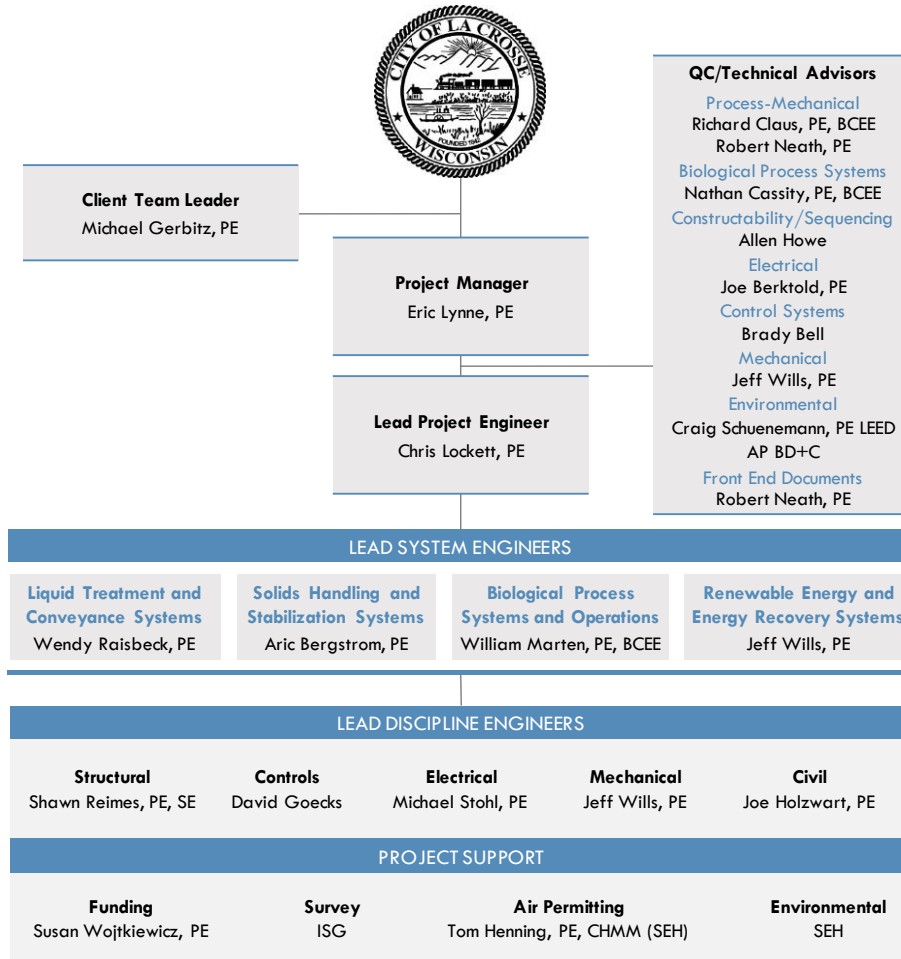 CITY OF LA CROSSE
FOUNDED 1842
WISCONSIN
Client Team Leader
Michael Gerbitz, PE
Project Manager
Eric Lynne, PE
Lead Project Engineer
Chris Lockett, PE
QC/Technical Advisors
Process-Mechanical
Richard Claus, PE, BCEE
Robert Neath, PE
Biological Process Systems
Nathan Cassity, PE, BCEE
Constructability/Sequencing
Allen Howe
Electrical
Joe Berktold, PE
Control Systems
Brady Bell
Mechanical
Jeff Wills, PE
Environmental
Craig Schuenemann, PE LEED
AP BD+C
Front End Documents
Robert Neath, PE
LEAD SYSTEM ENGINEERS
Liquid Treatment and
Conveyance Systems
Wendy Raisbeck, PE
Solids Handling and
Stabilization Systems
Aric Bergstrom, PE
Biological Process
Systems and Operations
William Marten, PE, BCEE
Renewable Energy and
Energy Recovery Systems
Jeff Wills, PE
LEAD DISCIPLINE ENGINEERS
Structural
Shawn Reimes, PE, SE
Controls
David Goecks
Electrical
Michael Stohl, PE
Mechanical
Jeff Wills, PE
Civil
Joe Holzwart, PE
PROJECT SUPPORT
Funding
Susan Wojtkiewicz, PE
Survey
ISG
Air Permitting
Tom Henning, PE, CHMM (SEH)
Environmental
SEH